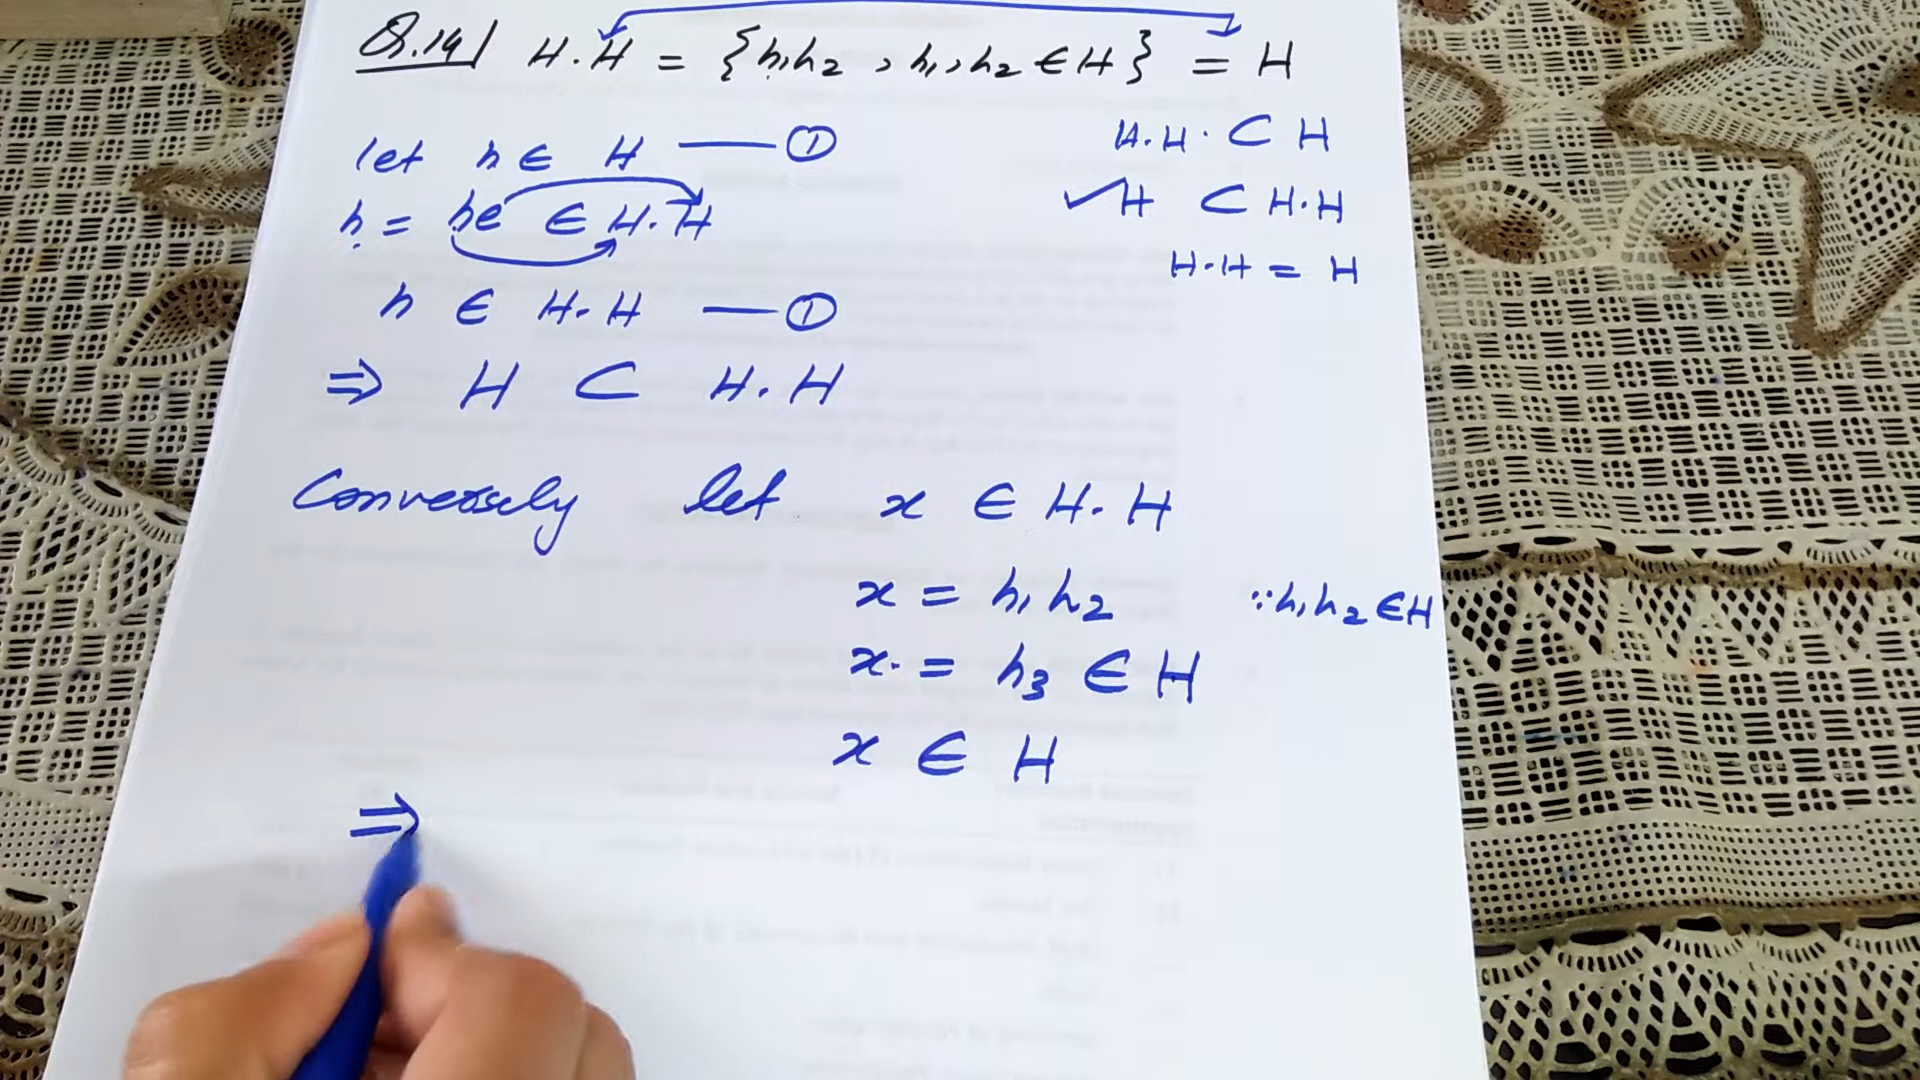 Q.14| H.H = {h₁h₂ , h₁,h₂ ∈ H} = H
H.H. ⊂ H
let h ∈ H —— ①
✓H ⊂ H.H
h = he ∈ H.H
H.H = H
h ∈ H.H —— ①
⇒ H ⊂ H.H
Conversely let x ∈ H.H
x = h₁h₂ ∵h₁h₂ ∈ H
x. = h₃ ∈ H
x ∈ H
⇒